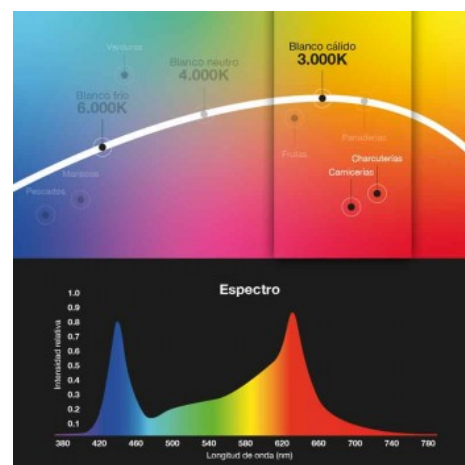 Verduras
Blanco frío
6.000K
Blanco neutro
4.000K
Blanco cálido
3.000K
Pescados
Mariscos
Frutas
Panaderías
Charcuterías
Carnicerías
Espectro
Intensidad relativa
1.0
0.9
0.8
0.7
0.6
0.5
0.4
0.3
0.2
0.1
380 420 460 500 540 580 620 660 700 740 780
Longitud de onda (nm)